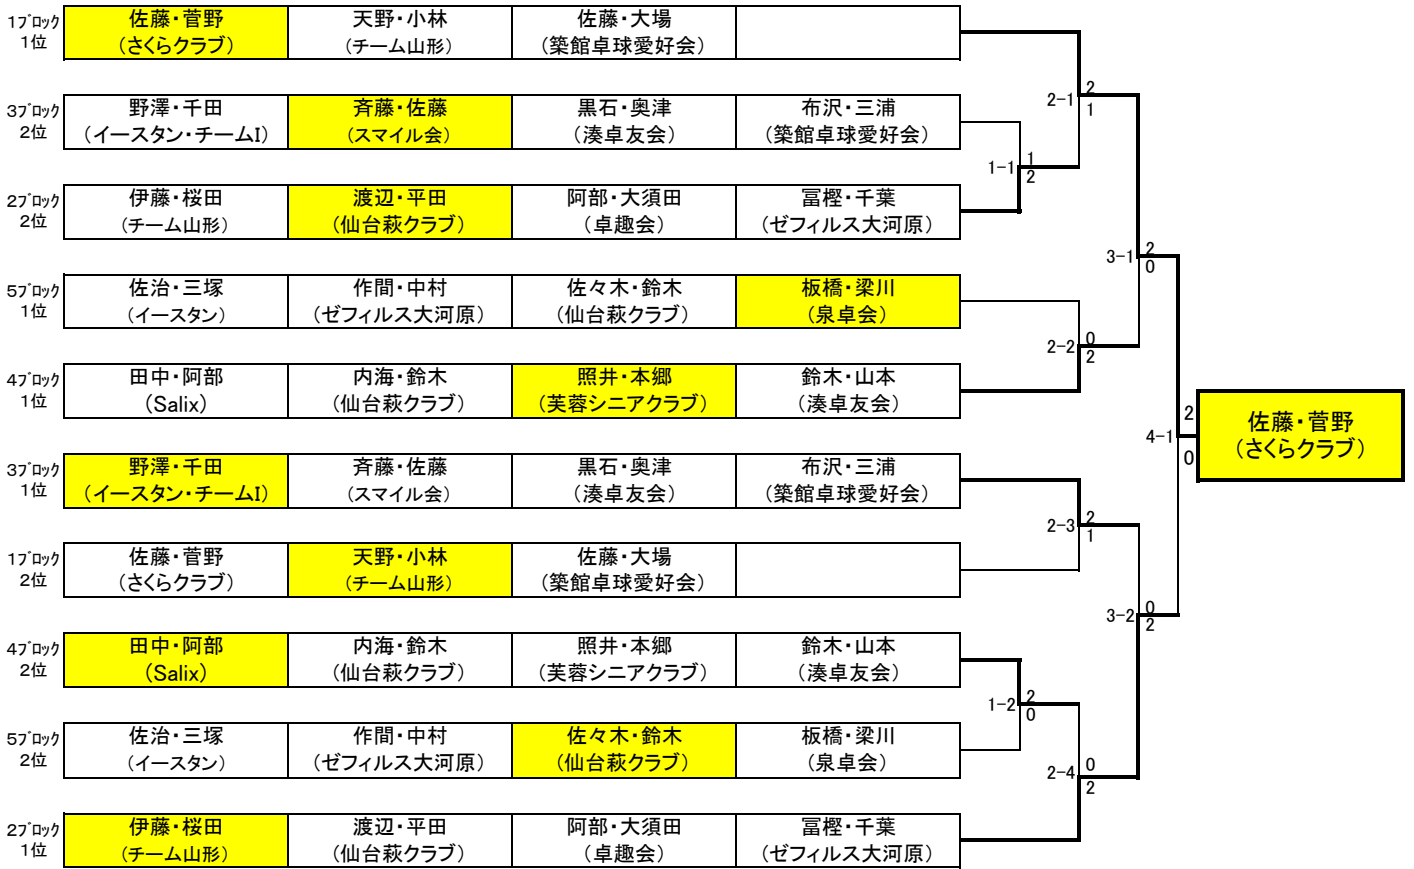 1ブロック
1位
佐藤・菅野
(さくらクラブ)
天野・小林
(チーム山形)
佐藤・大場
(築館卓球愛好会)
3ブロック
2位
野澤・千田
(イースタン・チームI)
斉藤・佐藤
(スマイル会)
黒石・奥津
(湊卓友会)
布沢・三浦
(築館卓球愛好会)
2ブロック
2位
伊藤・桜田
(チーム山形)
渡辺・平田
(仙台萩クラブ)
阿部・大須田
(卓趣会)
冨樫・千葉
(ゼフィルス大河原)
5ブロック
1位
佐治・三塚
(イースタン)
作間・中村
(ゼフィルス大河原)
佐々木・鈴木
(仙台萩クラブ)
板橋・梁川
(泉卓会)
4ブロック
1位
田中・阿部
(Salix)
内海・鈴木
(仙台萩クラブ)
照井・本郷
(芙蓉シニアクラブ)
鈴木・山本
(湊卓友会)
3ブロック
1位
野澤・千田
(イースタン・チームI)
斉藤・佐藤
(スマイル会)
黒石・奥津
(湊卓友会)
布沢・三浦
(築館卓球愛好会)
1ブロック
2位
佐藤・菅野
(さくらクラブ)
天野・小林
(チーム山形)
佐藤・大場
(築館卓球愛好会)
4ブロック
2位
田中・阿部
(Salix)
内海・鈴木
(仙台萩クラブ)
照井・本郷
(芙蓉シニアクラブ)
鈴木・山本
(湊卓友会)
5ブロック
2位
佐治・三塚
(イースタン)
作間・中村
(ゼフィルス大河原)
佐々木・鈴木
(仙台萩クラブ)
板橋・梁川
(泉卓会)
2ブロック
1位
伊藤・桜田
(チーム山形)
渡辺・平田
(仙台萩クラブ)
阿部・大須田
(卓趣会)
冨樫・千葉
(ゼフィルス大河原)
1-1
1
2
1-2
2
0
2-1
2
1
2-2
0
2
2-3
2
1
2-4
0
2
3-1
2
0
3-2
0
2
4-1
2
0
佐藤・菅野
(さくらクラブ)